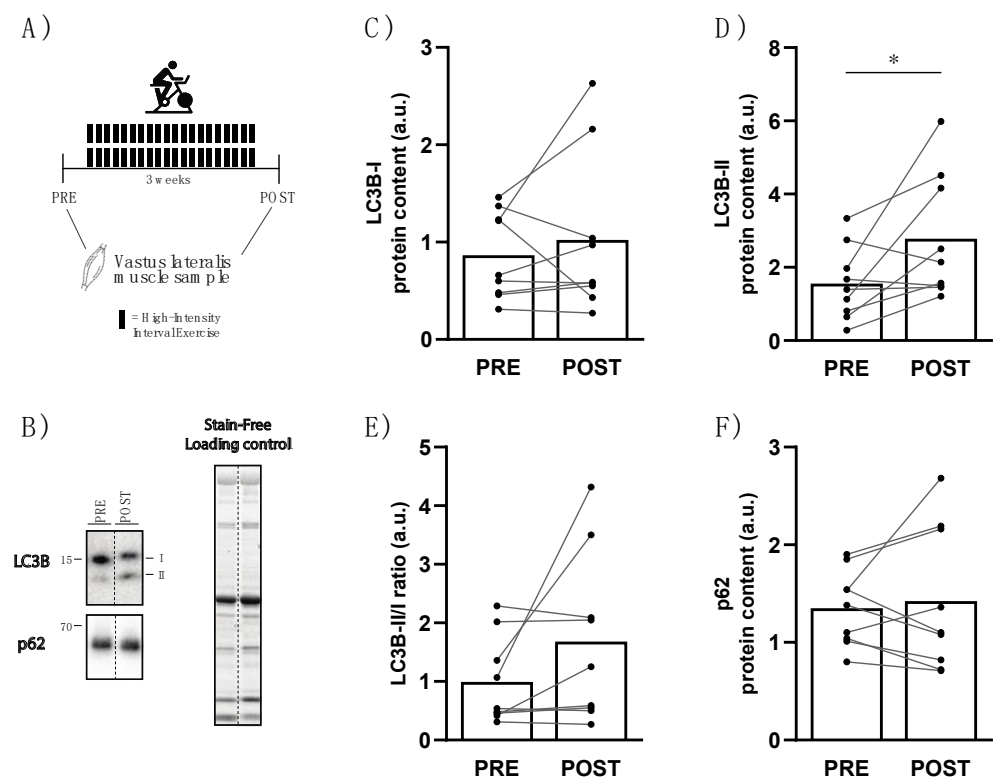 A)
3 weeks
PRE
POST
Vastus lateralis
muscle sample
= High-Intensity
Interval Exercise
B)
Stain-Free
Loading control
PRE
POST
LC3B
15
I
II
70
p62
C)
LC3B-I
protein content (a.u.)
3
2
1
0
PRE
POST
D)
LC3B-II
protein content (a.u.)
*
8
6
4
2
0
PRE
POST
E)
LC3B-II/I ratio (a.u.)
5
4
3
2
1
0
PRE
POST
F)
p62
protein content (a.u.)
3
2
1
0
PRE
POST